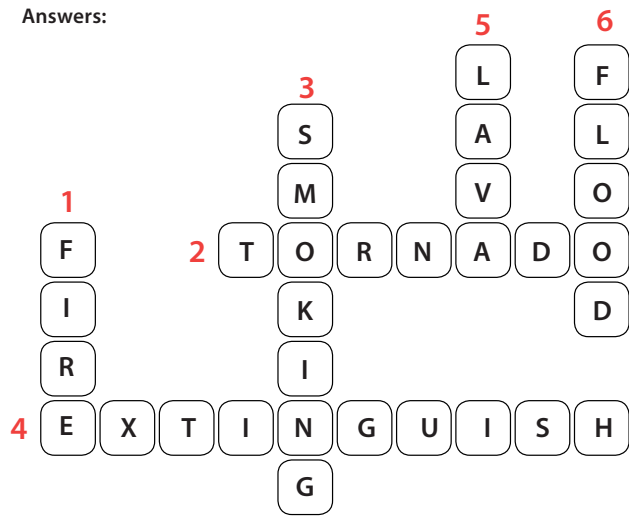 Answers:
5 6
L F
3
S A L
M V O
1
F 2 T O R N A D O
I K D
R I
4 E X T I N G U I S H
G